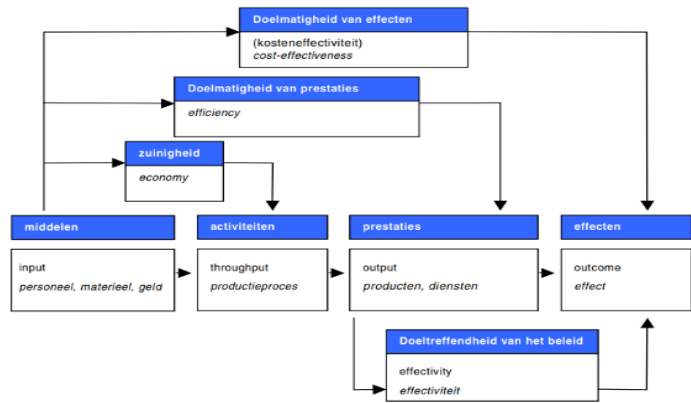 Doelmatigheid van effecten
(kosteneffectiviteit)
cost-effectiveness
Doelmatigheid van prestaties
efficiency
zuinigheid
economy
middelen
input
personeel, materieel, geld
activiteiten
throughput
productieproces
prestaties
output
producten, diensten
effecten
outcome
effect
Doeltreffendheid van het beleid
effectivity
effectiviteit